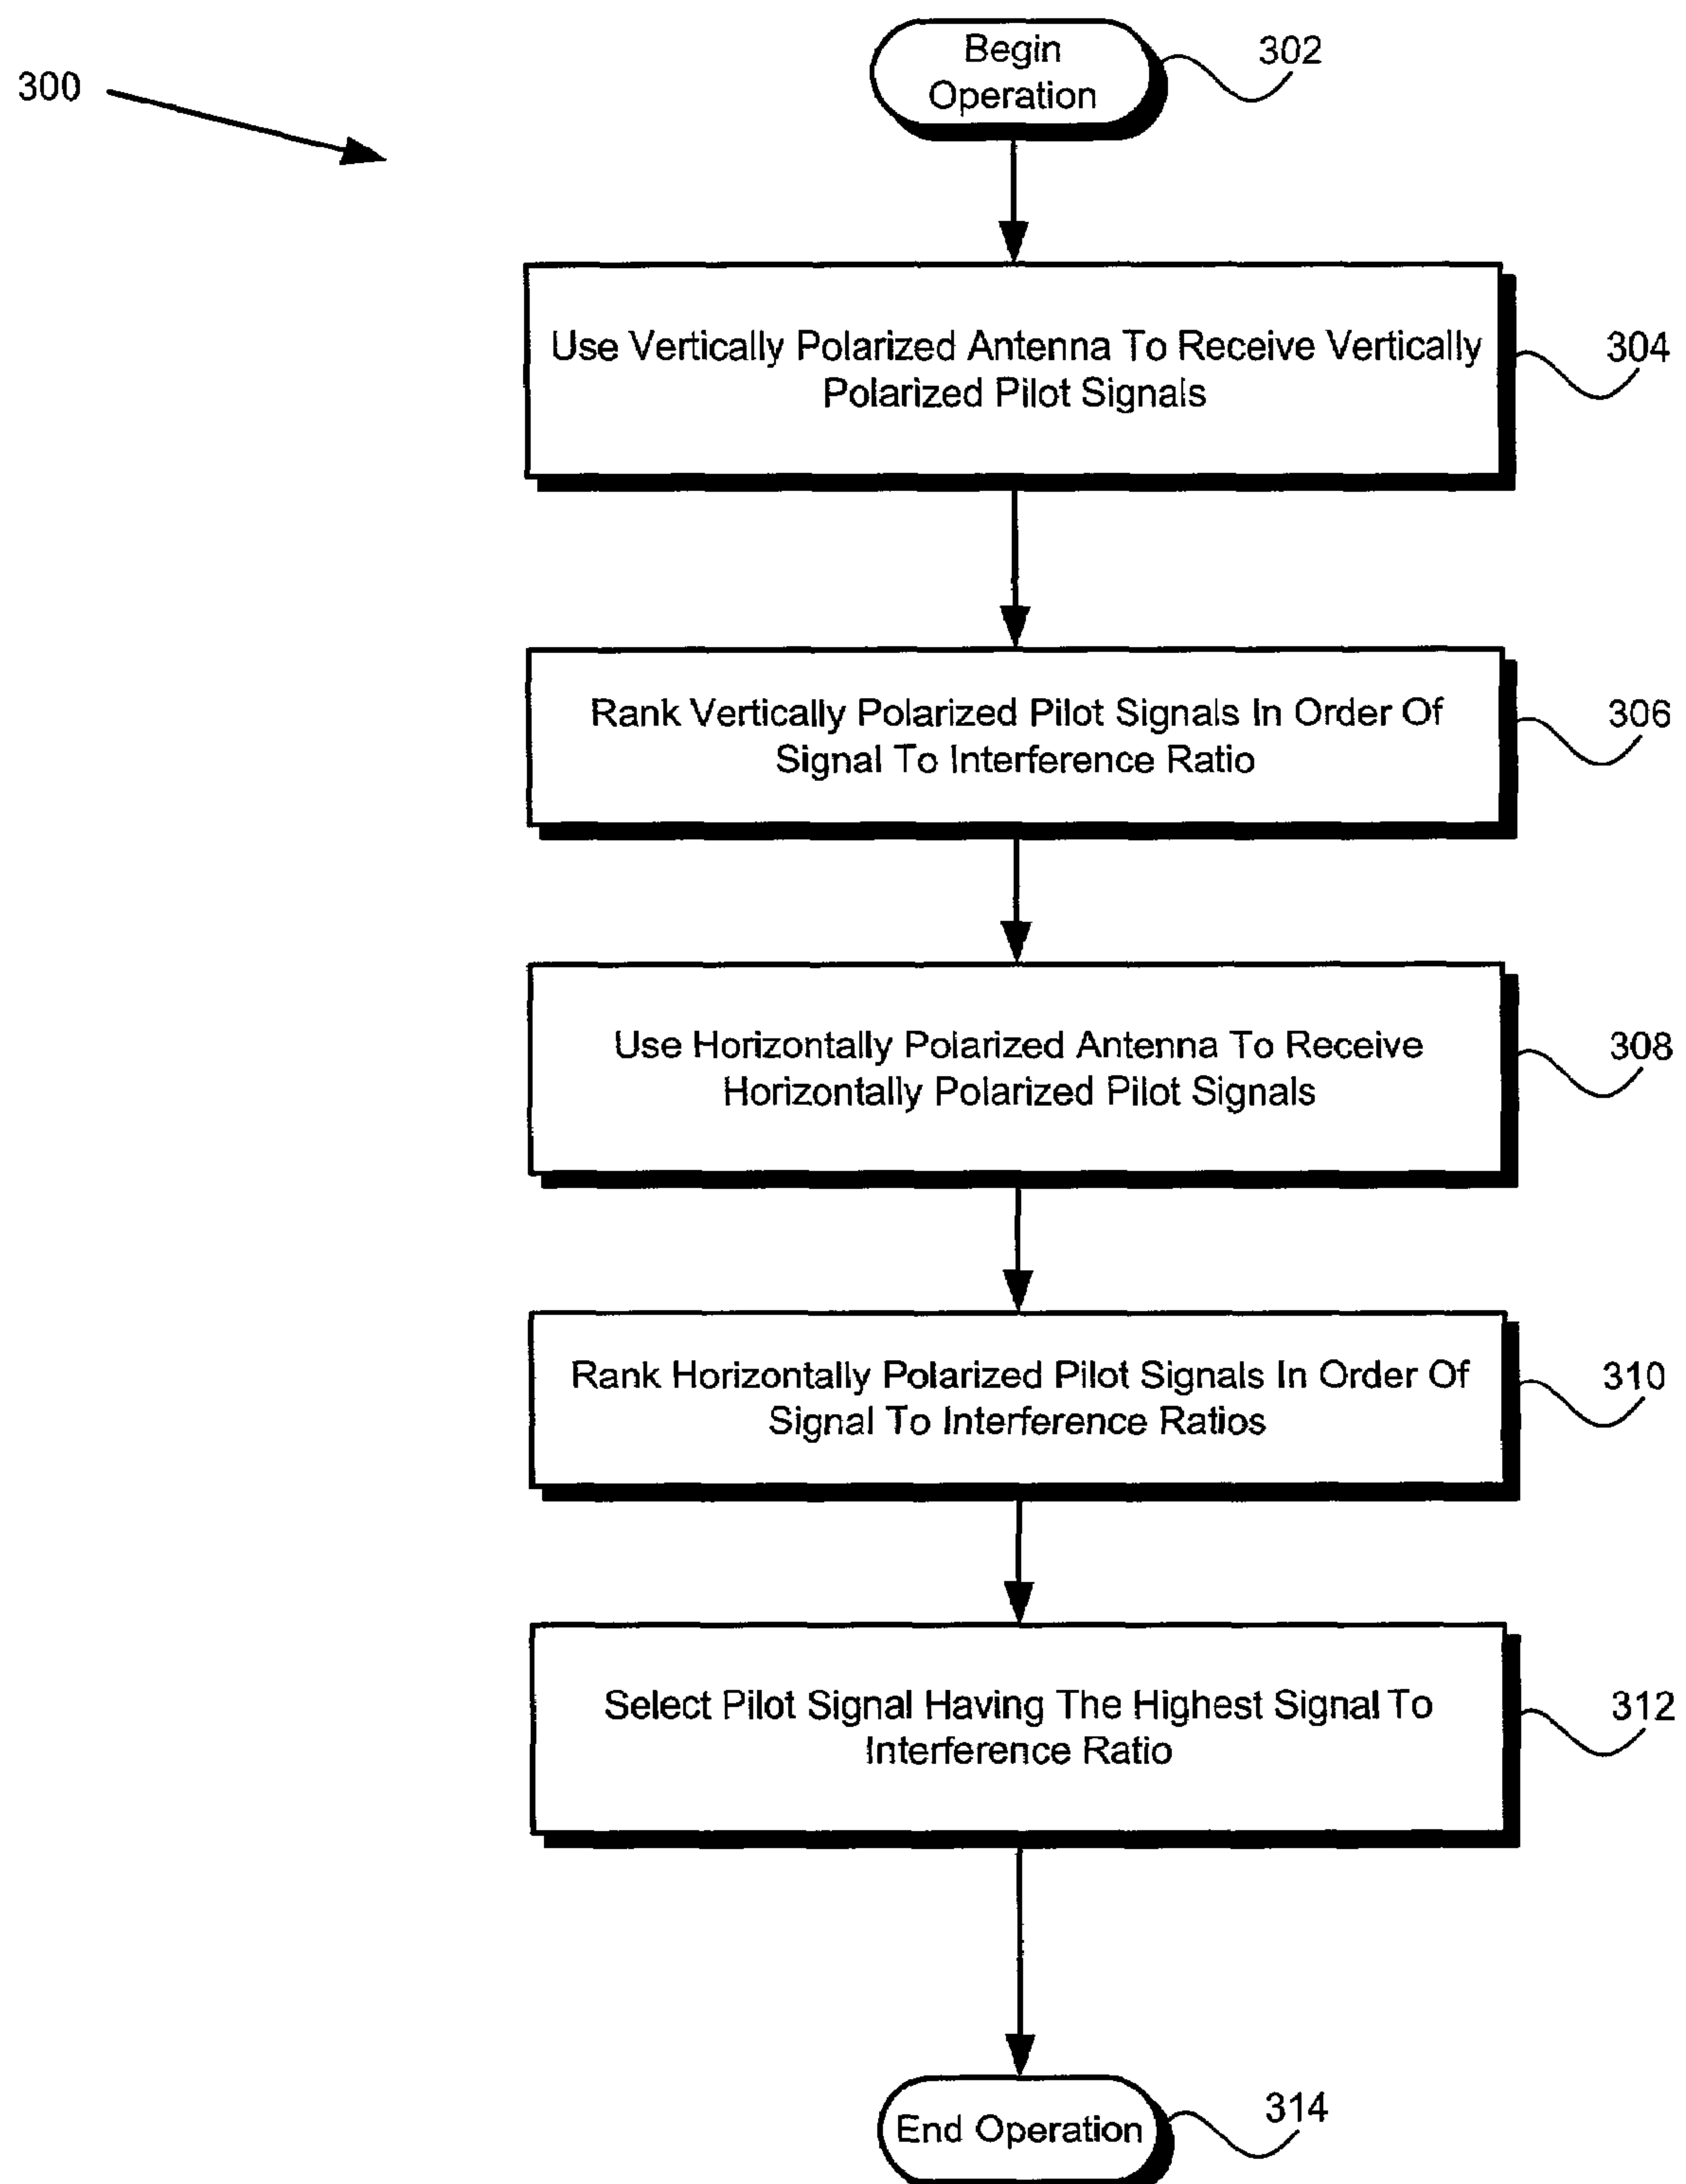 300
Begin
Operation
302
Use Vertically Polarized Antenna To Receive Vertically
Polarized Pilot Signals
304
Rank Vertically Polarized Pilot Signals In Order Of
Signal To Interference Ratio
306
Use Horizontally Polarized Antenna To Receive
Horizontally Polarized Pilot Signals
308
Rank Horizontally Polarized Pilot Signals In Order Of
Signal To Interference Ratios
310
Select Pilot Signal Having The Highest Signal To
Interference Ratio
312
End Operation
314